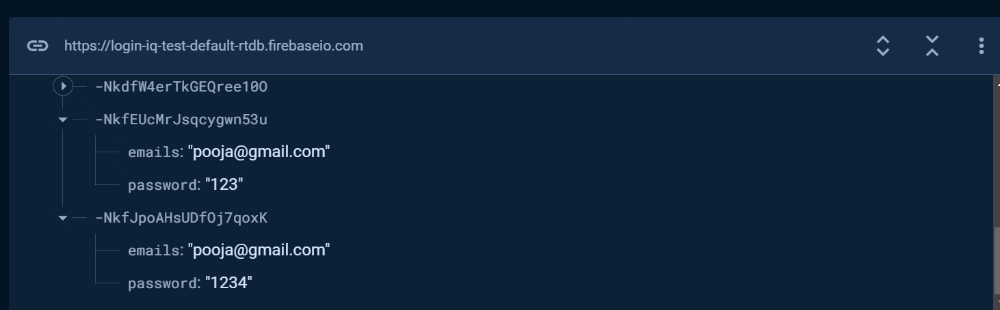 https://login-iq-test-default-rtdb.firebaseio.com
-NkdfW4erTkGEQree10O
-NkfEUcMrJsqcygwn53u
emails: "pooja@gmail.com"
password: "123"
-NkfJpoAHsUDfOj7qoxK
emails: "pooja@gmail.com"
password: "1234"